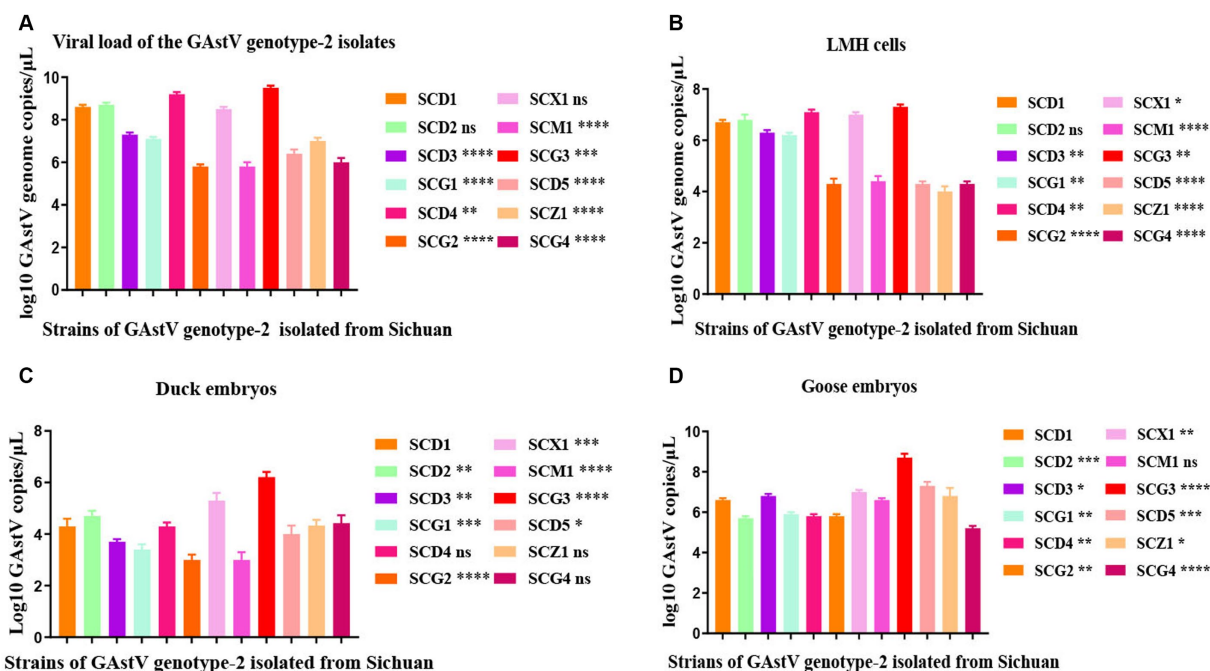 A
Viral load of the GAstV genotype-2 isolates
log10 GAstV genome copies/μL
10
8
6
4
2
0
SCD1
SCD2 ns
SCD3 ****
SCG1 ****
SCD4 **
SCG2 ****
SCX1 ns
SCM1 ****
SCG3 ***
SCD5 ****
SCZ1 ****
SCG4 ****
Strains of GAstV genotype-2 isolated from Sichuan
B
LMH cells
Log10 GAstV genome copies/μL
8
6
4
2
0
SCD1
SCD2 ns
SCD3 **
SCG1 **
SCD4 **
SCG2 ****
SCX1 *
SCM1 ****
SCG3 **
SCD5 ****
SCZ1 ****
SCG4 ****
Strains of GAstV genotype-2 isolated from Sichuan
C
Duck embryos
Log10 GAstV copies/μL
8
6
4
2
0
SCD1
SCD2 **
SCD3 **
SCG1 ***
SCD4 ns
SCG2 ****
SCX1 ***
SCM1 ****
SCG3 ****
SCD5 *
SCZ1 ns
SCG4 ns
Strains of GAstV genotype-2 isolated from Sichuan
D
Goose embryos
log10 GAstV copies/μL
10
8
6
4
2
0
SCD1
SCD2 ***
SCD3 *
SCG1 **
SCD4 **
SCG2 **
SCX1 **
SCM1 ns
SCG3 ****
SCD5 ***
SCZ1 *
SCG4 ****
Strians of GAstV genotype-2 isolated from Sichuan